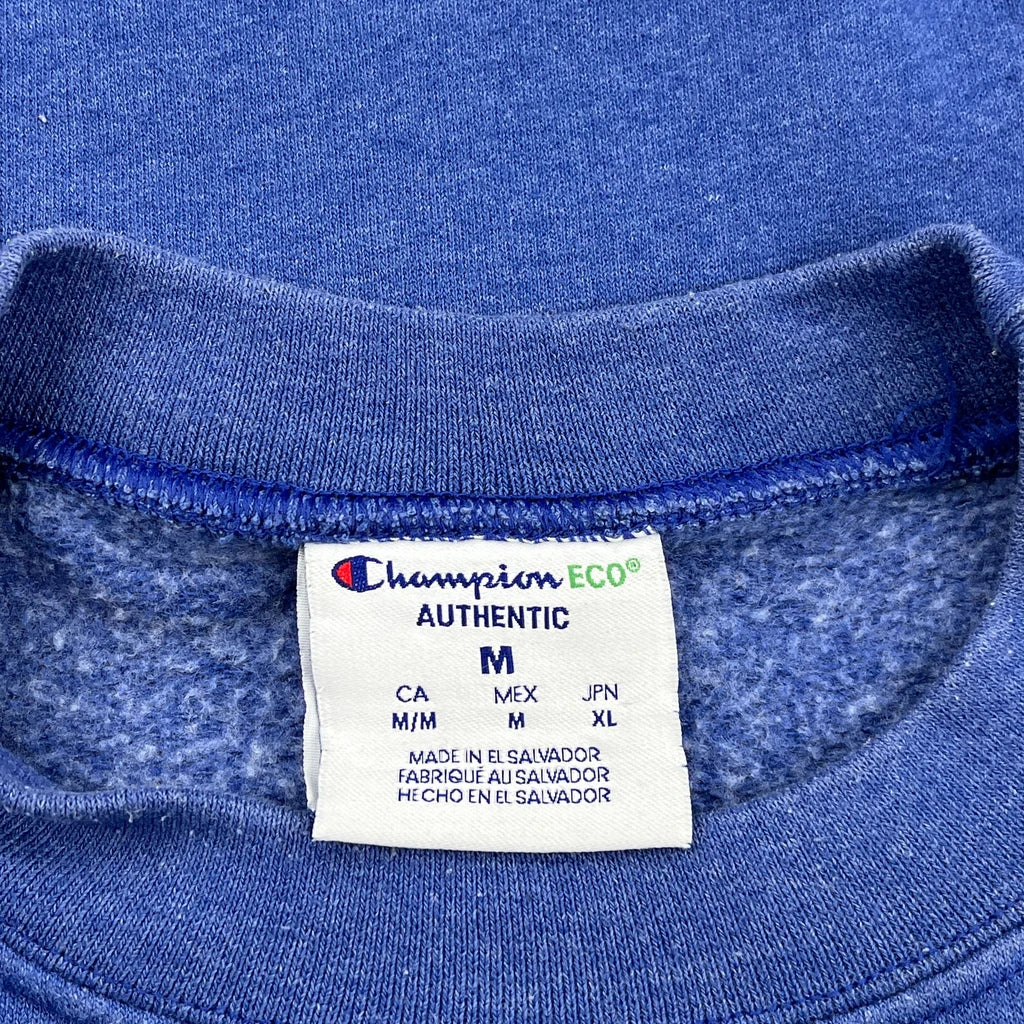 Champion ECO®
AUTHENTIC
M
CA MEX JPN
M/M M XL
MADE IN EL SALVADOR
FABRIQUÉ AU SALVADOR
HECHO EN EL SALVADOR